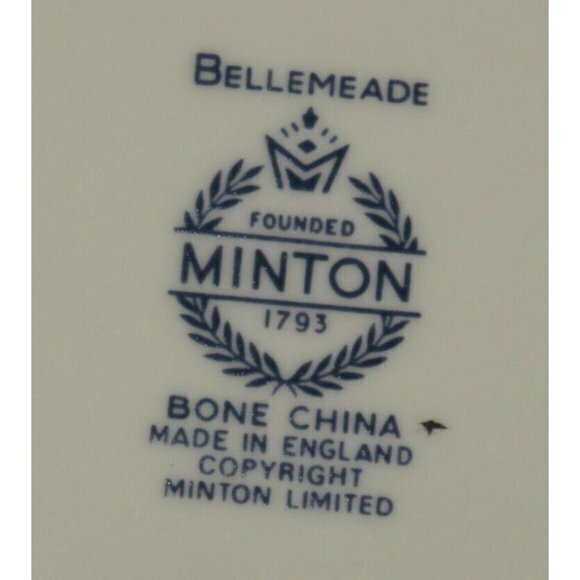 BELLEMEADE
FOUNDED
MINTON
1793
BONE CHINA
MADE IN ENGLAND
COPYRIGHT
MINTON LIMITED